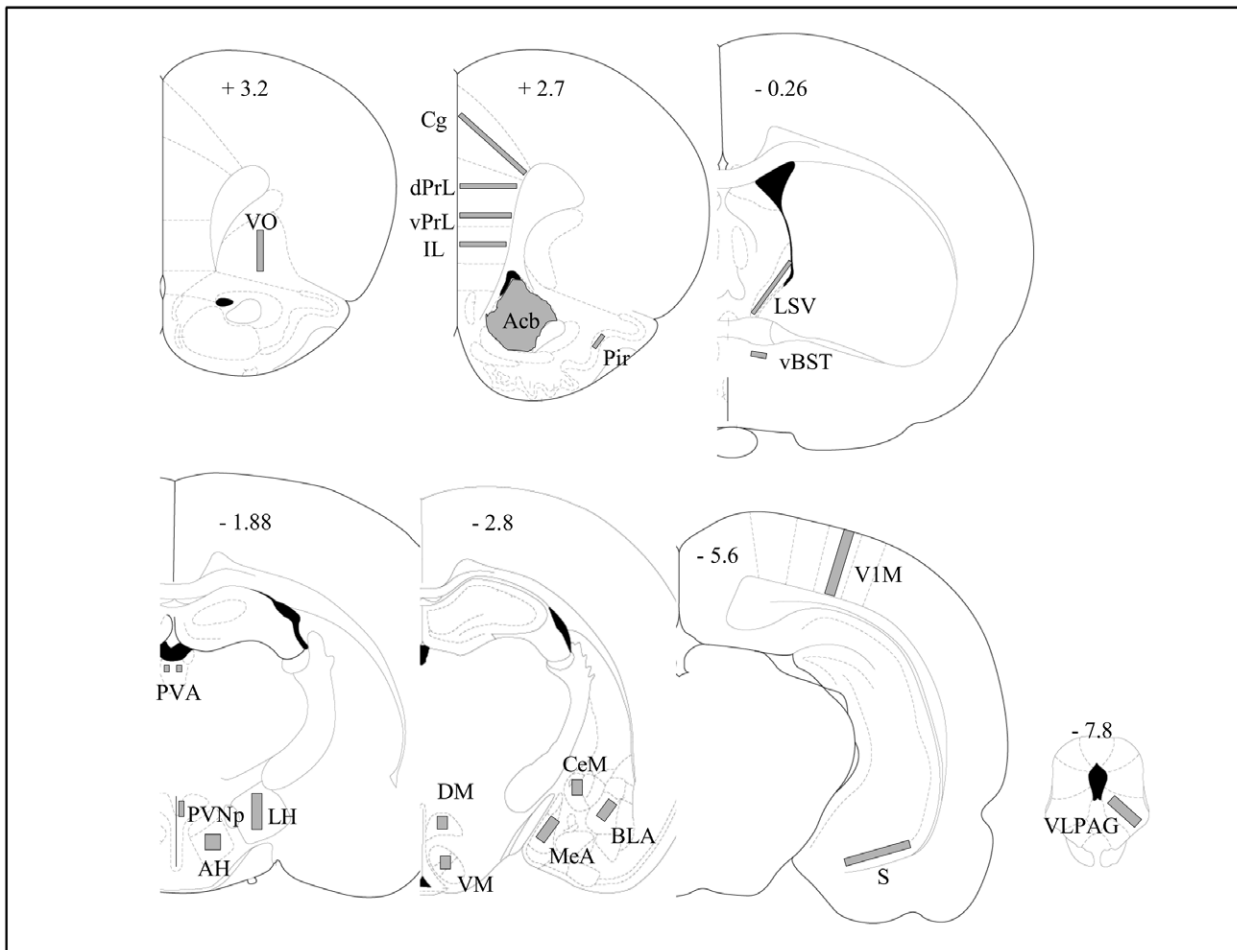 + 3.2
VO
+ 2.7
Cg
dPrL
vPrL
IL
Acb
Pir
- 0.26
LSV
vBST
- 1.88
PVA
PVNp
LH
AH
- 2.8
CeM
DM
BLA
MeA
VM
- 5.6
V1M
S
- 7.8
VLPAG